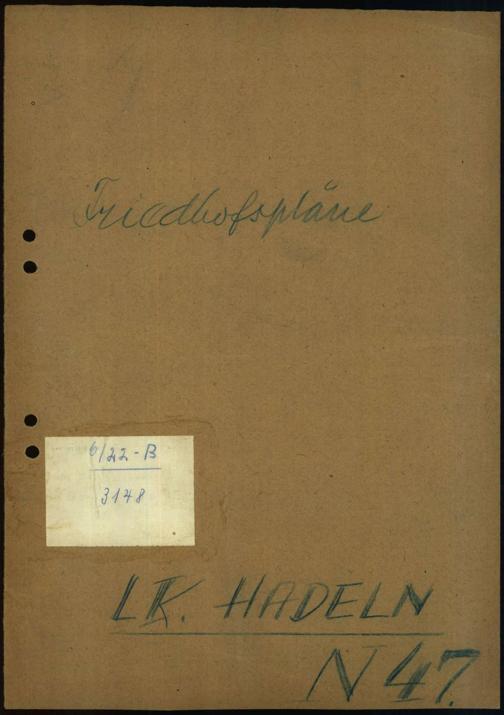 Friedhofspläne
6/22-B
3148
LK. HADELN
N 47.